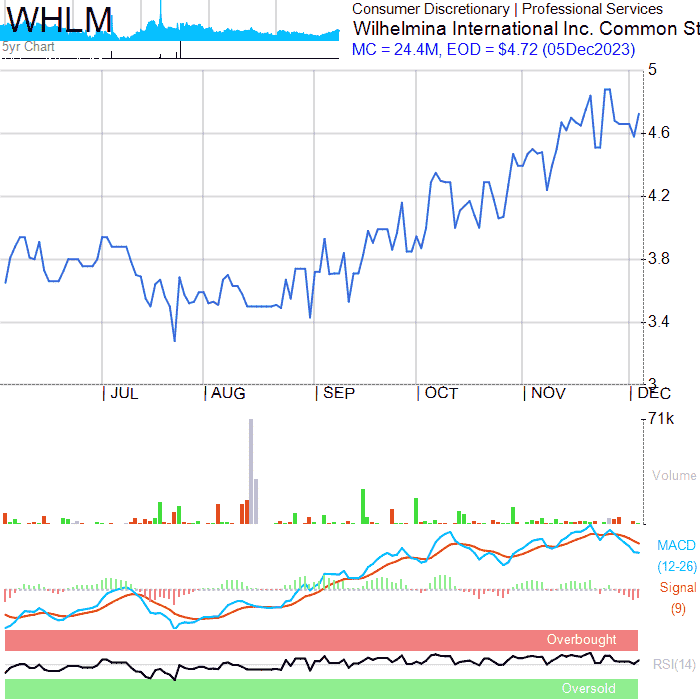 WHLM
5yr Chart
Consumer Discretionary | Professional Services
Wilhelmina International Inc. Common St
MC = 24.4M, EOD = $4.72 (05Dec2023)
5
4.6
4.2
3.8
3.4
3
JUL
AUG
SEP
OCT
NOV
DEC
71k
Volume
MACD
(12-26)
Signal
(9)
Overbought
RSI(14)
Oversold